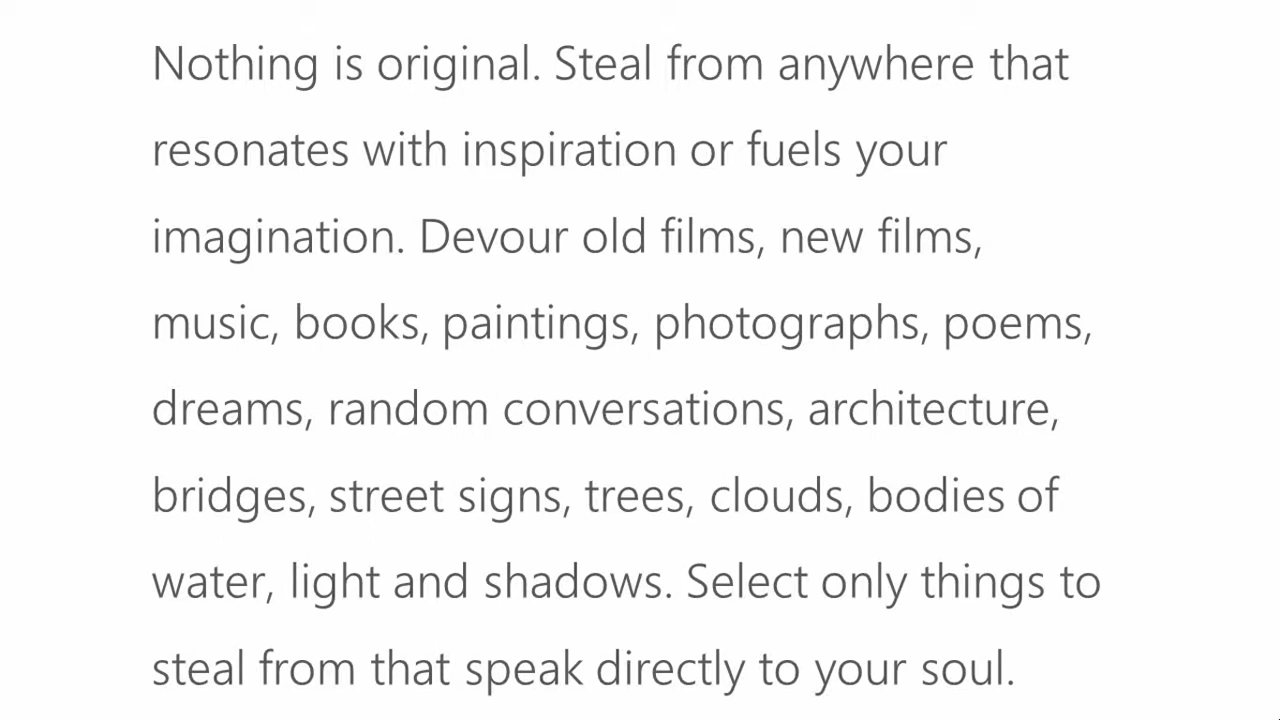 Nothing is original. Steal from anywhere that
resonates with inspiration or fuels your
imagination. Devour old films, new films,
music, books, paintings, photographs, poems,
dreams, random conversations, architecture,
bridges, street signs, trees, clouds, bodies of
water, light and shadows. Select only things to
steal from that speak directly to your soul.